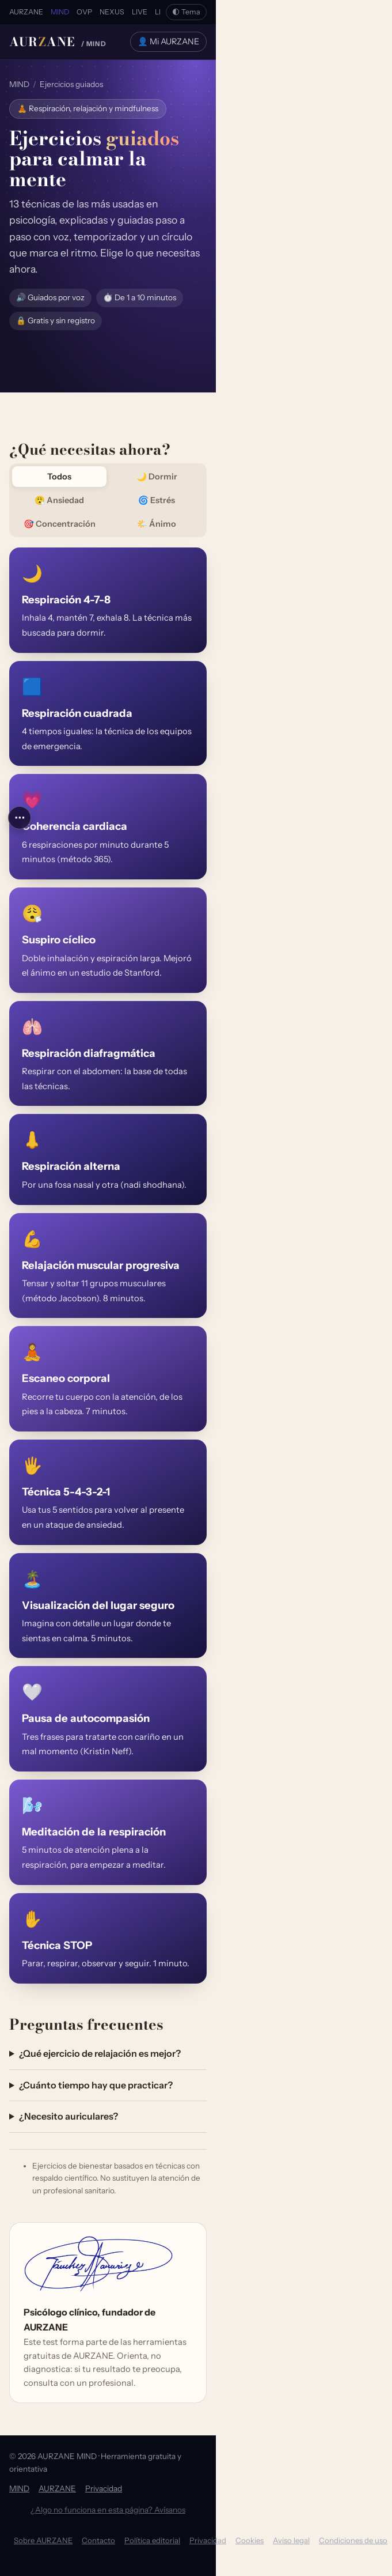 AURZANE MIND OVP NEXUS LIVE LI Tema
AURZANE / MIND Mi AURZANE
MIND / Ejercicios guiados
Respiración, relajación y mindfulness
Ejercicios guiados
para calmar la
mente
13 técnicas de las más usadas en
psicología, explicadas y guiadas paso a
paso con voz, temporizador y un círculo
que marca el ritmo. Elige lo que necesitas
ahora.
Guiados por voz De 1 a 10 minutos
Gratis y sin registro
¿Qué necesitas ahora?
Todos Dormir
Ansiedad Estrés
Concentración Ánimo
Respiración 4-7-8
Inhala 4, mantén 7, exhala 8. La técnica más
buscada para dormir.
Respiración cuadrada
4 tiempos iguales: la técnica de los equipos
de emergencia.
Coherencia cardiaca
6 respiraciones por minuto durante 5
minutos (método 365).
Suspiro cíclico
Doble inhalación y espiración larga. Mejoró
el ánimo en un estudio de Stanford.
Respiración diafragmática
Respirar con el abdomen: la base de todas
las técnicas.
Respiración alterna
Por una fosa nasal y otra (nadi shodhana).
Relajación muscular progresiva
Tensar y soltar 11 grupos musculares
(método Jacobson). 8 minutos.
Escaneo corporal
Recorre tu cuerpo con la atención, de los
pies a la cabeza. 7 minutos.
Técnica 5-4-3-2-1
Usa tus 5 sentidos para volver al presente
en un ataque de ansiedad.
Visualización del lugar seguro
Imagina con detalle un lugar donde te
sientas en calma. 5 minutos.
Pausa de autocompasión
Tres frases para tratarte con cariño en un
mal momento (Kristin Neff).
Meditación de la respiración
5 minutos de atención plena a la
respiración, para empezar a meditar.
Técnica STOP
Parar, respirar, observar y seguir. 1 minuto.
Preguntas frecuentes
¿Qué ejercicio de relajación es mejor?
¿Cuánto tiempo hay que practicar?
¿Necesito auriculares?
Ejercicios de bienestar basados en técnicas con
respaldo científico. No sustituyen la atención de
un profesional sanitario.
Psicólogo clínico, fundador de
AURZANE
Este test forma parte de las herramientas
gratuitas de AURZANE. Orienta, no
diagnostica: si tu resultado te preocupa,
consulta con un profesional.
© 2026 AURZANE MIND · Herramienta gratuita y
orientativa
MIND AURZANE Privacidad
¿Algo no funciona en esta página? Avísanos
Sobre AURZANE Contacto Política editorial Privacidad Cookies Aviso legal Condiciones de uso